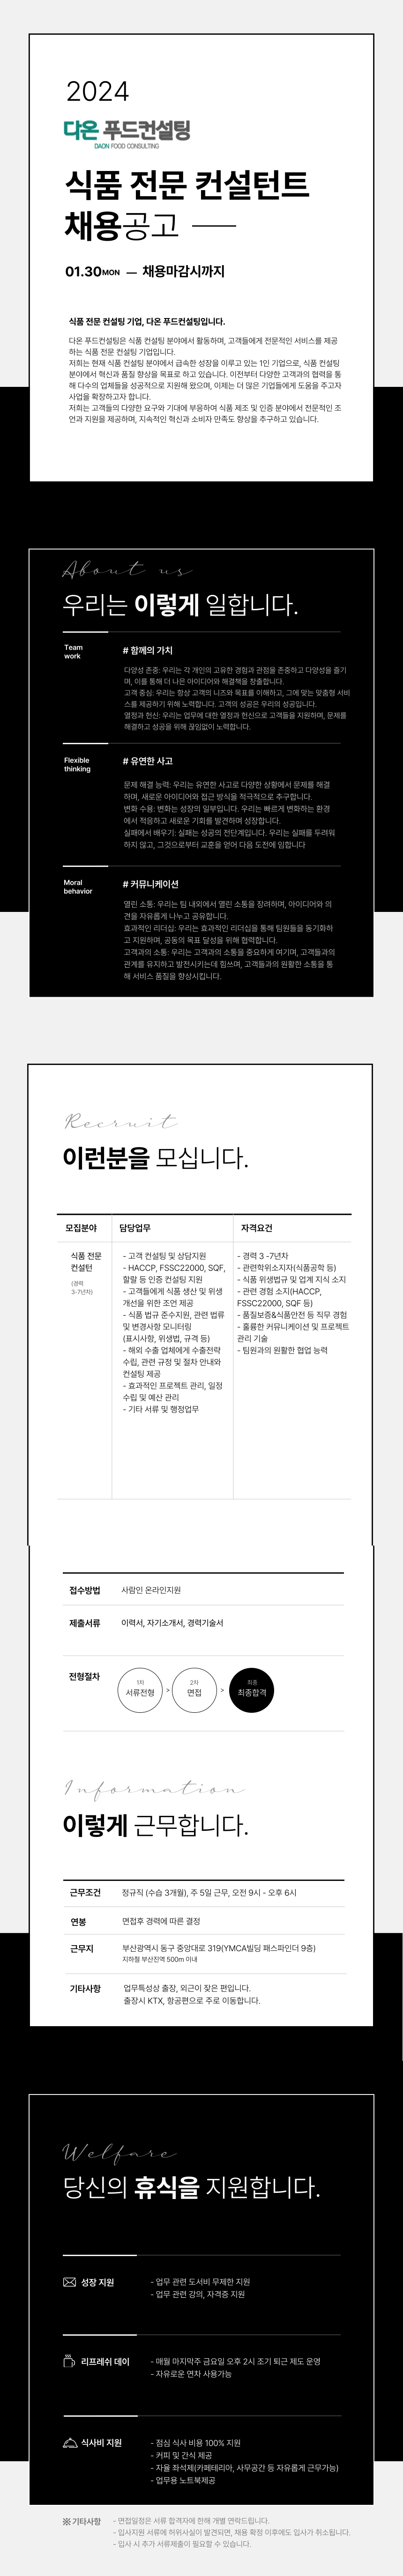 2024
다온 푸드컨설팅
DAON FOOD CONSULTING
식품 전문 컨설턴트
채용공고
01.30MON — 채용마감시까지
식품 전문 컨설팅 기업, 다온 푸드컨설팅입니다.
다온 푸드컨설팅은 식품 컨설팅 분야에서 활동하며, 고객들에게 전문적인 서비스를 제공
하는 식품 전문 컨설팅 기업입니다.
저희는 현재 식품 컨설팅 분야에서 급속한 성장을 이루고 있는 1인 기업으로, 식품 컨설팅
분야에서 혁신과 품질 향상을 목표로 하고 있습니다. 이전부터 다양한 고객과의 협력을 통
해 다수의 업체들을 성공적으로 지원해 왔으며, 이제는 더 많은 기업들에게 도움을 주고자
사업을 확장하고자 합니다.
저희는 고객들의 다양한 요구와 기대에 부응하여 식품 제조 및 인증 분야에서 전문적인 조
언과 지원을 제공하며, 지속적인 혁신과 소비자 만족도 향상을 추구하고 있습니다.
About us
우리는 이렇게 일합니다.
Team
work
# 함께의 가치
다양성 존중: 우리는 각 개인의 고유한 경험과 관점을 존중하고 다양성을 즐기
며, 이를 통해 더 나은 아이디어와 해결책을 창출합니다.
고객 중심: 우리는 항상 고객의 니즈와 목표를 이해하고, 그에 맞는 맞춤형 서비
스를 제공하기 위해 노력합니다. 고객의 성공은 우리의 성공입니다.
열정과 헌신: 우리는 업무에 대한 열정과 헌신으로 고객들을 지원하며, 문제를
해결하고 성공을 위해 끊임없이 노력합니다.
Flexible
thinking
# 유연한 사고
문제 해결 능력: 우리는 유연한 사고로 다양한 상황에서 문제를 해결
하며, 새로운 아이디어와 접근 방식을 적극적으로 추구합니다.
변화 수용: 변화는 성장의 일부입니다. 우리는 빠르게 변화하는 환경
에서 적응하고 새로운 기회를 발견하며 성장합니다.
실패에서 배우기: 실패는 성공의 전단계입니다. 우리는 실패를 두려워
하지 않고, 그것으로부터 교훈을 얻어 다음 도전에 임합니다
Moral
behavior
# 커뮤니케이션
열린 소통: 우리는 팀 내외에서 열린 소통을 장려하며, 아이디어와 의
견을 자유롭게 나누고 공유합니다.
효과적인 리더십: 우리는 효과적인 리더십을 통해 팀원들을 동기화하
고 지원하며, 공동의 목표 달성을 위해 협력합니다.
고객과의 소통: 우리는 고객과의 소통을 중요하게 여기며, 고객들과의
관계를 유지하고 발전시키는데 힘쓰며, 고객들과의 원활한 소통을 통
해 서비스 품질을 향상시킵니다.
Recruit
이런분을 모십니다.
모집분야 담당업무 자격요건
식품 전문
컨설턴
(경력
3-7년차)
- 고객 컨설팅 및 상담지원
- HACCP, FSSC22000, SQF,
할랄 등 인증 컨설팅 지원
- 고객들에게 식품 생산 및 위생
개선을 위한 조언 제공
- 식품 법규 준수지원, 관련 법류
및 변경사항 모니터링
(표시사항, 위생법, 규격 등)
- 해외 수출 업체에게 수출전략
수립, 관련 규정 및 절차 안내와
컨설팅 제공
- 효과적인 프로젝트 관리, 일정
수립 및 예산 관리
- 기타 서류 및 행정업무
- 경력 3 -7년차
- 관련학위소지자(식품공학 등)
- 식품 위생법규 및 업계 지식 소지
- 관련 경험 소지(HACCP,
FSSC22000, SQF 등)
- 품질보증&식품안전 등 직무 경험
- 훌륭한 커뮤니케이션 및 프로젝트
관리 기술
- 팀원과의 원활한 협업 능력
접수방법 사람인 온라인지원
제출서류 이력서, 자기소개서, 경력기술서
전형절차
1차
서류전형
>
2차
면접
>
최종
최종합격
Information
이렇게 근무합니다.
근무조건 정규직 (수습 3개월), 주 5일 근무, 오전 9시 - 오후 6시
연봉 면접후 경력에 따른 결정
근무지 부산광역시 동구 중앙대로 319(YMCA빌딩 패스파인더 9층)
지하철 부산진역 500m 이내
기타사항 업무특성상 출장, 외근이 잦은 편입니다.
출장시 KTX, 항공편으로 주로 이동합니다.
Welfare
당신의 휴식을 지원합니다.
성장 지원
- 업무 관련 도서비 무제한 지원
- 업무 관련 강의, 자격증 지원
리프레쉬 데이
- 매월 마지막주 금요일 오후 2시 조기 퇴근 제도 운영
- 자유로운 연차 사용가능
식사비 지원
- 점심 식사 비용 100% 지원
- 커피 및 간식 제공
- 자율 좌석제(카페테리아, 사무공간 등 자유롭게 근무가능)
- 업무용 노트북제공
※ 기타사항
- 면접일정은 서류 합격자에 한해 개별 연락드립니다.
- 입사지원 서류에 허위사실이 발견되면, 채용 확정 이후에도 입사가 취소됩니다.
- 입사 시 추가 서류제출이 필요할 수 있습니다.